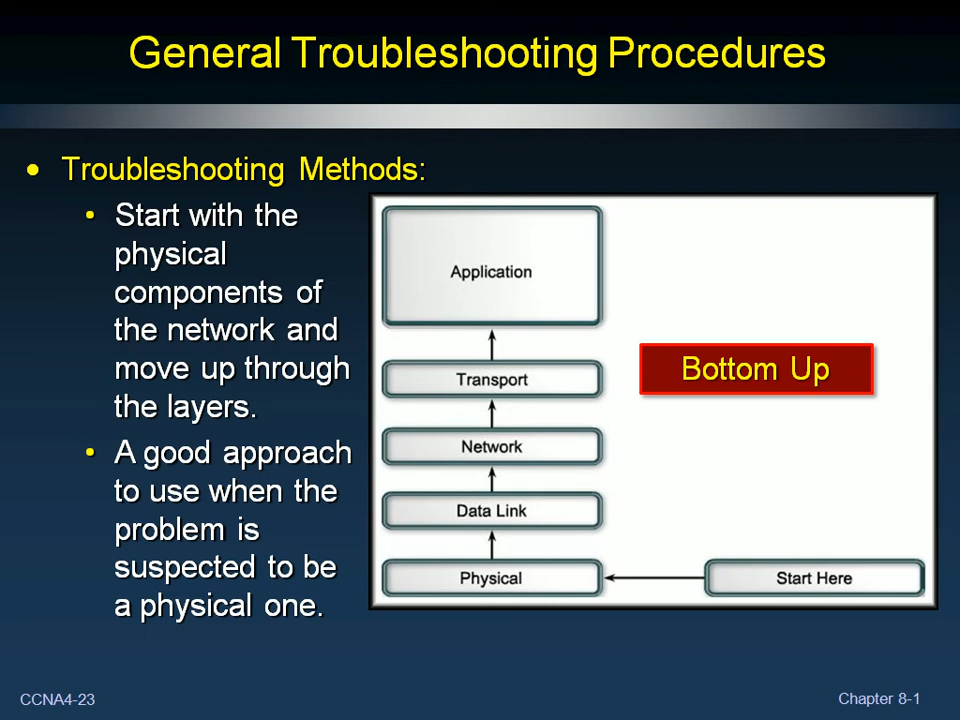 General Troubleshooting Procedures
• Troubleshooting Methods:
• Start with the
physical
components of
the network and
move up through
the layers.
• A good approach
to use when the
problem is
suspected to be
a physical one.
Application
Transport
Bottom Up
Network
Data Link
Physical
Start Here
CCNA4-23
Chapter 8-1